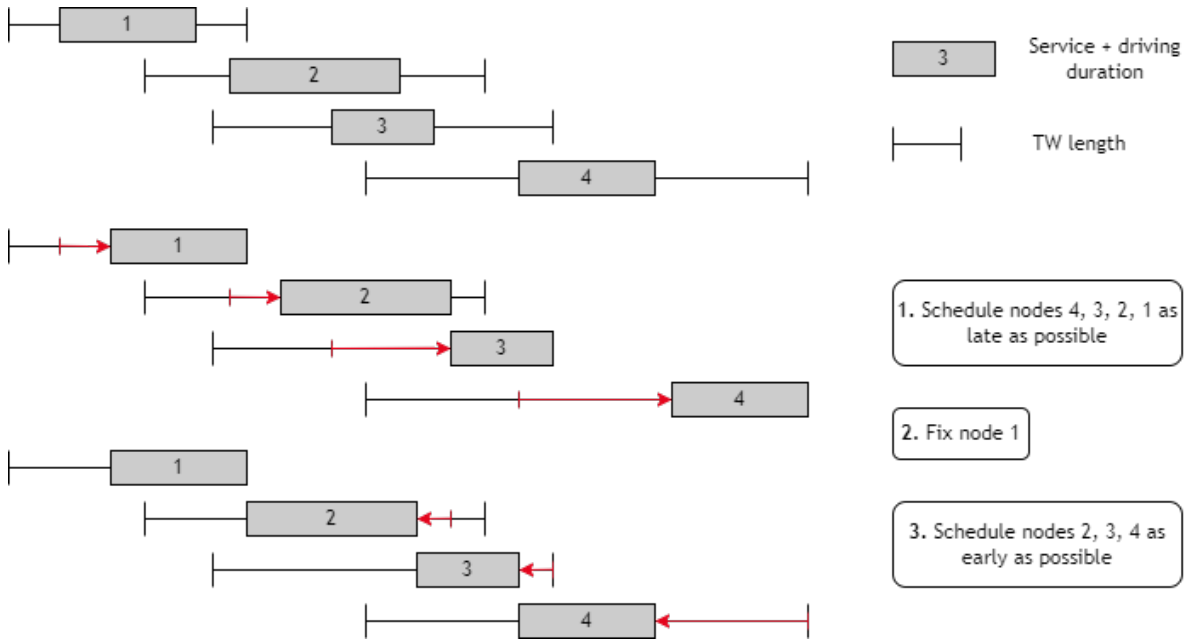 1
2
3
4
3
Service + driving
duration
TW length
1
2
3
4
1. Schedule nodes 4, 3, 2, 1 as
late as possible
2. Fix node 1
1
2
3
4
3. Schedule nodes 2, 3, 4 as
early as possible